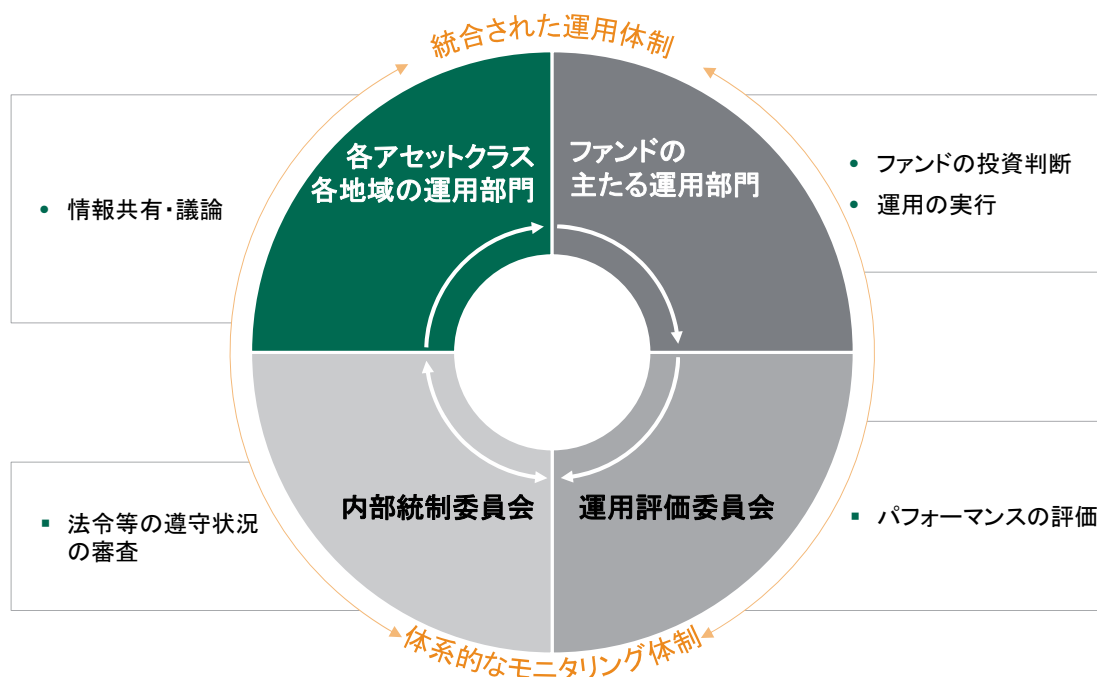 統合された運用体制
各アセットクラス
各地域の運用部門
ファンドの
主たる運用部門
• 情報共有・議論
• ファンドの投資判断
• 運用の実行
内部統制委員会
運用評価委員会
▪ 法令等の遵守状況
の審査
▪ パフォーマンスの評価
体系的なモニタリング体制